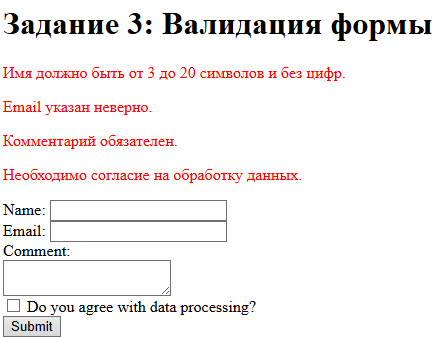 Задание 3: Валидация формы
Имя должно быть от 3 до 20 символов и без цифр.
Email указан неверно.
Комментарий обязателен.
Необходимо согласие на обработку данных.
Name:
Email:
Comment:
Do you agree with data processing?
Submit